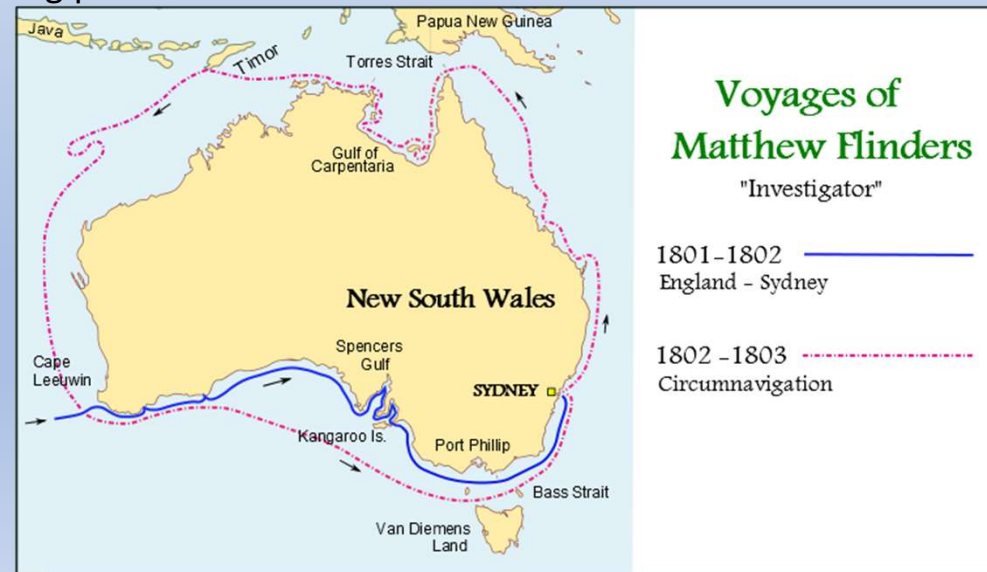 Java
Papua New Guinea
Timor
Torres Strait
Gulf of
Carpentaria
New South Wales
Spencers
Gulf
Cape
Leeuwin
SYDNEY
Kangaroo Is.
Port Phillip
Bass Strait
Van Diemens
Land
Voyages of
Matthew Flinders
"Investigator"
1801-1802
England - Sydney
1802 -1803
Circumnavigation